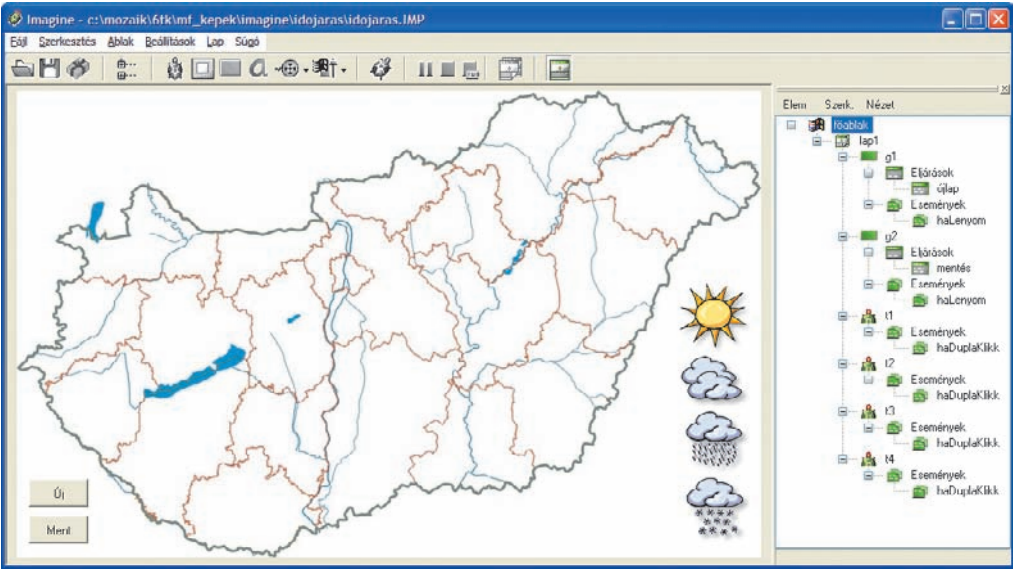 Imagine - c:\mozaik\6tk\mf_kepek\imagine\idojaras\idojaras.IMP
Fájl Szerkesztés Ablak Beállítások Lap Súgó
Elem Szerk. Nézet
főablak
lap1
g1
Eljárások
újlap
Események
haLenyom
g2
Eljárások
mentés
Események
haLenyom
t1
Események
haDuplaKlikk
t2
Események
haDuplaKlikk
t3
Események
haDuplaKlikk
t4
Események
haDuplaKlikk
Új
Ment